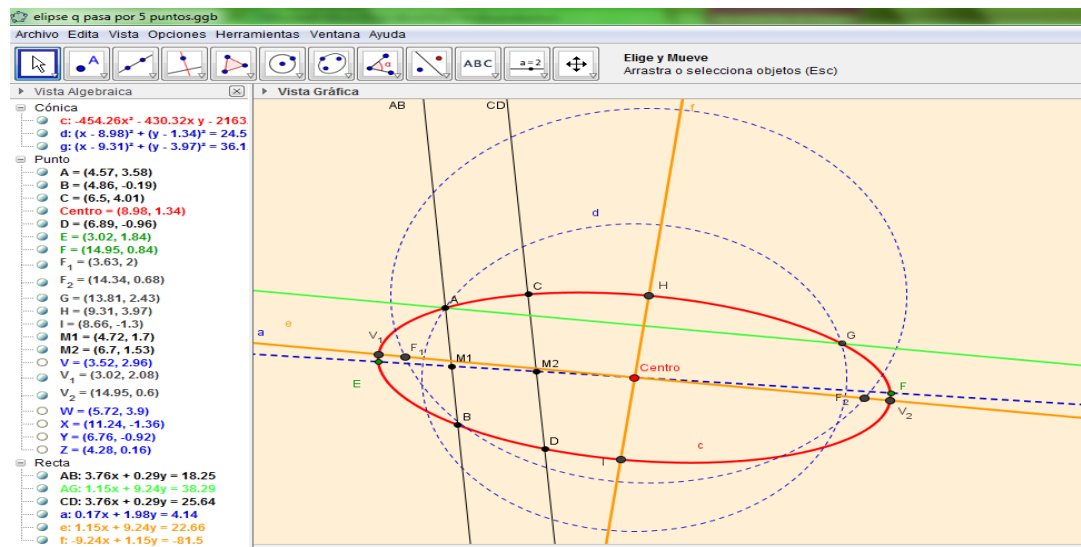 elipse q pasa por 5 puntos.ggb
Archivo Edita Vista Opciones Herramientas Ventana Ayuda
A
α
ABC
a=2
Elige y Mueve
Arrastra o selecciona objetos (Esc)
Vista Algebraica
Vista Gráfica
Cónica
c: -454.26x² - 430.32x y - 2163.
d: (x - 8.98)² + (y - 1.34)² = 24.5
g: (x - 9.31)² + (y - 3.97)² = 36.1
Punto
A = (4.57, 3.58)
B = (4.86, -0.19)
C = (6.5, 4.01)
Centro = (8.98, 1.34)
D = (6.89, -0.96)
E = (3.02, 1.84)
F = (14.95, 0.84)
F₁ = (3.63, 2)
F₂ = (14.34, 0.68)
G = (13.81, 2.43)
H = (9.31, 3.97)
I = (8.66, -1.3)
M1 = (4.72, 1.7)
M2 = (6.7, 1.53)
V = (3.52, 2.96)
V₁ = (3.02, 2.08)
V₂ = (14.95, 0.6)
W = (5.72, 3.9)
X = (11.24, -1.36)
Y = (6.76, -0.92)
Z = (4.28, 0.16)
Recta
AB: 3.76x + 0.29y = 18.25
AG: 1.15x + 9.24y = 38.29
CD: 3.76x + 0.29y = 25.64
a: 0.17x + 1.98y = 4.14
e: 1.15x + 9.24y = 22.66
f: -9.24x + 1.15y = -81.5
AB
CD
f
d
C
H
A
e
a
V₁
F₁
G
M1
M2
Centro
E
F
F₂
V₂
B
D
c
I